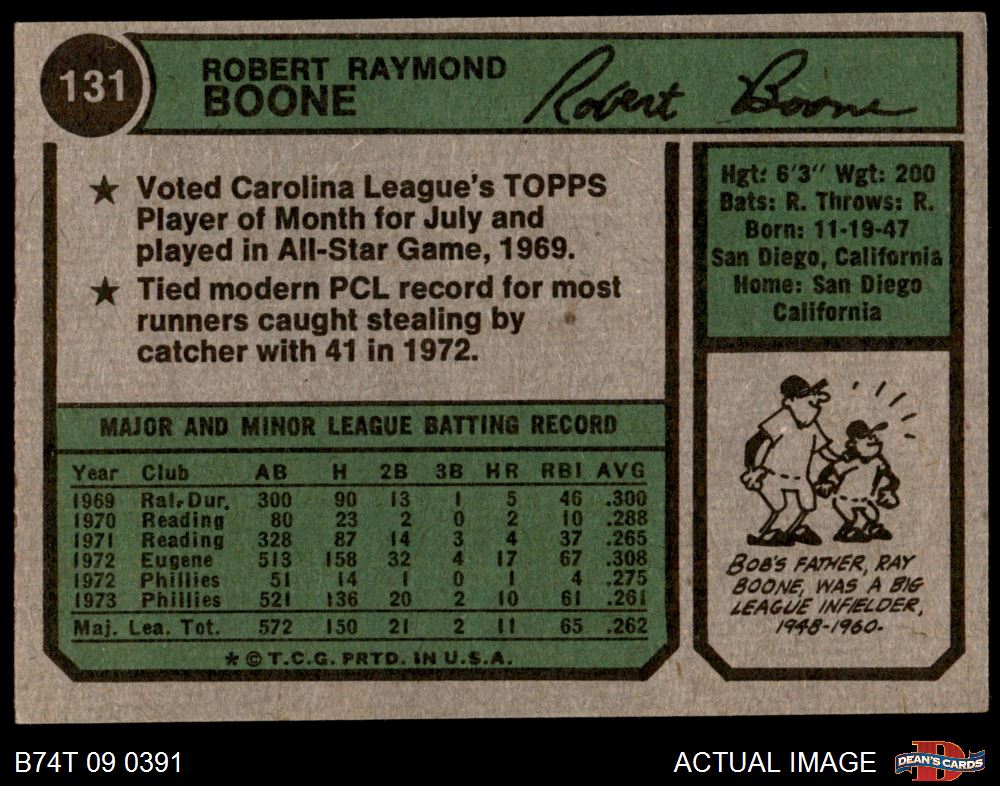 131
ROBERT RAYMOND
BOONE
Robert Boone
★ Voted Carolina League's TOPPS
Player of Month for July and
played in All-Star Game, 1969.
★ Tied modern PCL record for most
runners caught stealing by
catcher with 41 in 1972.
Hgt: 6'3" Wgt: 200
Bats: R. Throws: R.
Born: 11-19-47
San Diego, California
Home: San Diego
California
MAJOR AND MINOR LEAGUE BATTING RECORD
Year Club AB H 2B 3B HR RBI AVG
1969 Ral.-Dur. 300 90 13 1 5 46 .300
1970 Reading 80 23 2 0 2 10 .288
1971 Reading 328 87 14 3 4 37 .265
1972 Eugene 513 158 32 4 17 67 .308
1972 Phillies 51 14 1 0 1 4 .275
1973 Phillies 521 136 20 2 10 61 .261
Maj. Lea. Tot. 572 150 21 2 11 65 .262
* © T.C.G. PRTD. IN U.S.A.
BOB'S FATHER, RAY
BOONE, WAS A BIG
LEAGUE INFIELDER,
1948-1960.
B74T 09 0391
ACTUAL IMAGE
DEAN'S CARDS